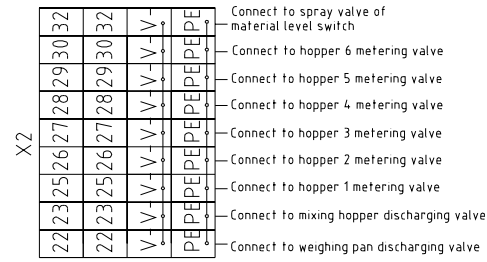 32 32 V- PE Connect to spray valve of
material level switch
30 30 V- PE Connect to hopper 6 metering valve
29 29 V- PE Connect to hopper 5 metering valve
28 28 V- PE Connect to hopper 4 metering valve
27 27 V- PE Connect to hopper 3 metering valve
X2
26 26 V- PE Connect to hopper 2 metering valve
25 25 V- PE Connect to hopper 1 metering valve
23 23 V- PE Connect to mixing hopper discharging valve
22 22 V- PE Connect to weighing pan discharging valve